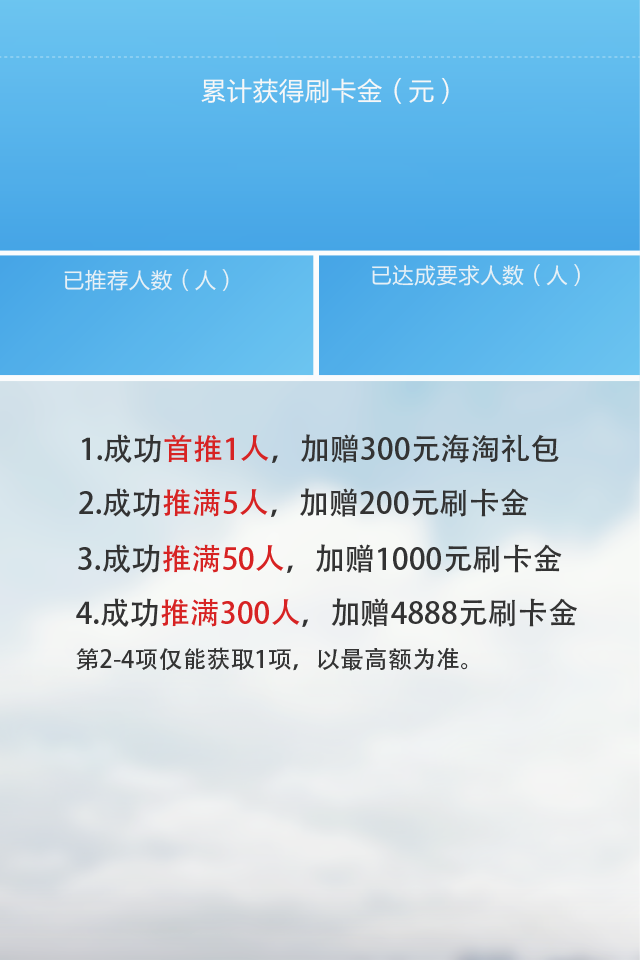 累计获得刷卡金（元）
已推荐人数（人）
已达成要求人数（人）
1.成功首推1人，加赠300元海淘礼包
2.成功推满5人，加赠200元刷卡金
3.成功推满50人，加赠1000元刷卡金
4.成功推满300人，加赠4888元刷卡金
第2-4项仅能获取1项，以最高额为准。